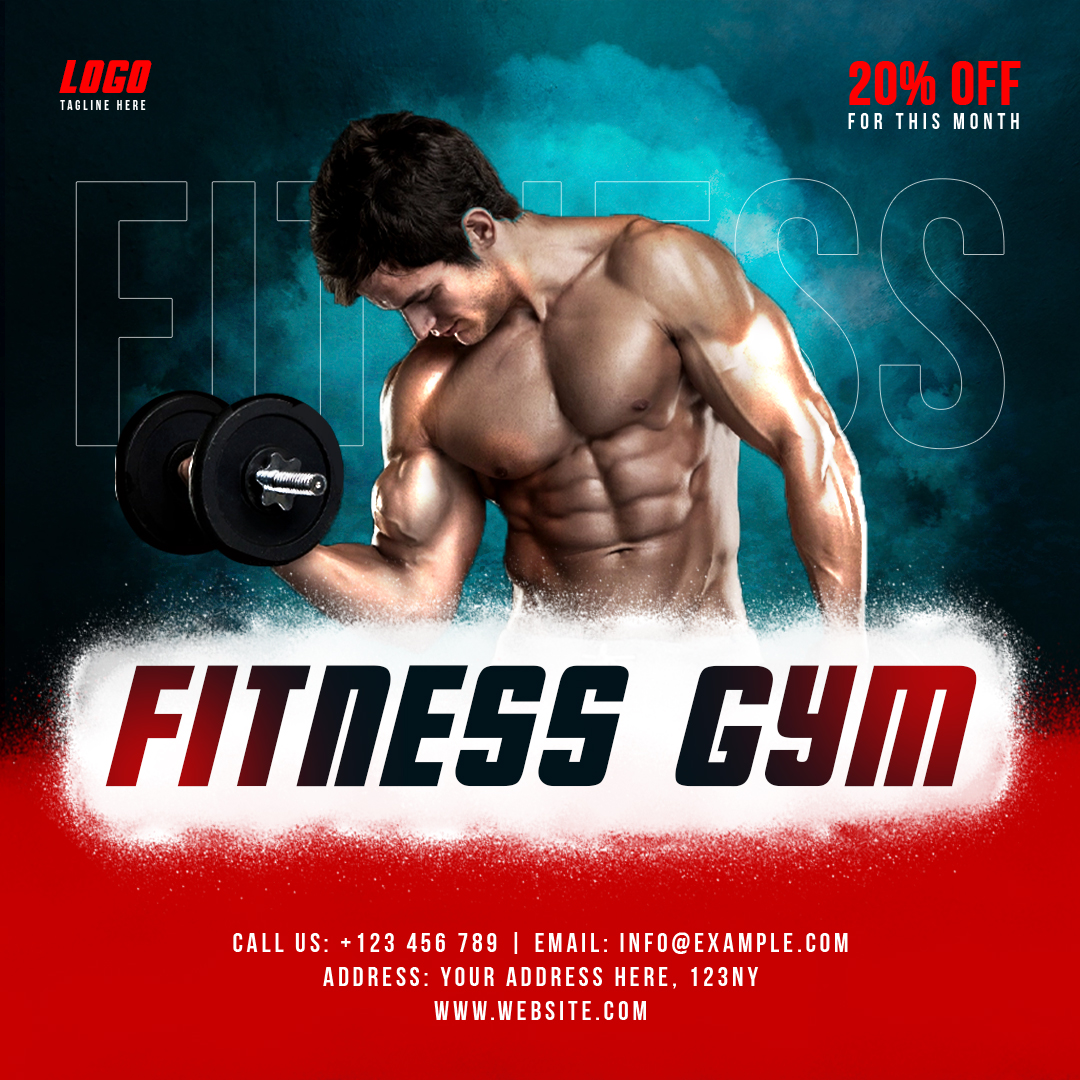 LOGO
TAGLINE HERE
20% OFF
FOR THIS MONTH
FITNESS
FITNESS GYM
CALL US: +123 456 789 | EMAIL: INFO@EXAMPLE.COM
ADDRESS: YOUR ADDRESS HERE, 123NY
WWW.WEBSITE.COM